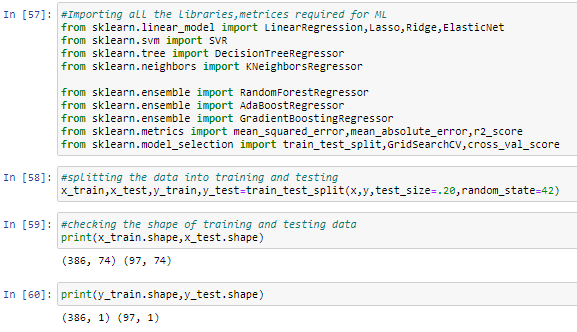 In [57]: #Importing all the libraries,metrices required for ML
from sklearn.linear_model import LinearRegression,Lasso,Ridge,ElasticNet
from sklearn.svm import SVR
from sklearn.tree import DecisionTreeRegressor
from sklearn.neighbors import KNeighborsRegressor
from sklearn.ensemble import RandomForestRegressor
from sklearn.ensemble import AdaBoostRegressor
from sklearn.ensemble import GradientBoostingRegressor
from sklearn.metrics import mean_squared_error,mean_absolute_error,r2_score
from sklearn.model_selection import train_test_split,GridSearchCV,cross_val_score
In [58]: #splitting the data into training and testing
x_train,x_test,y_train,y_test=train_test_split(x,y,test_size=.20,random_state=42)
In [59]: #checking the shape of training and testing data
print(x_train.shape,x_test.shape)
(386, 74) (97, 74)
In [60]: print(y_train.shape,y_test.shape)
(386, 1) (97, 1)